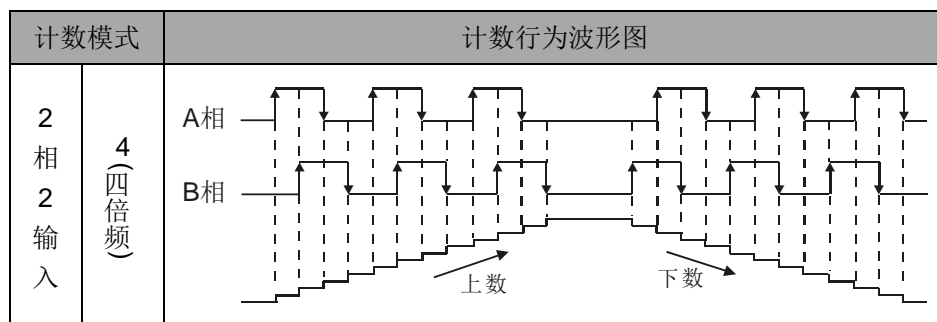 计数模式
计数行为波形图
2相2输入
4(四倍频)
A相
B相
上数
下数